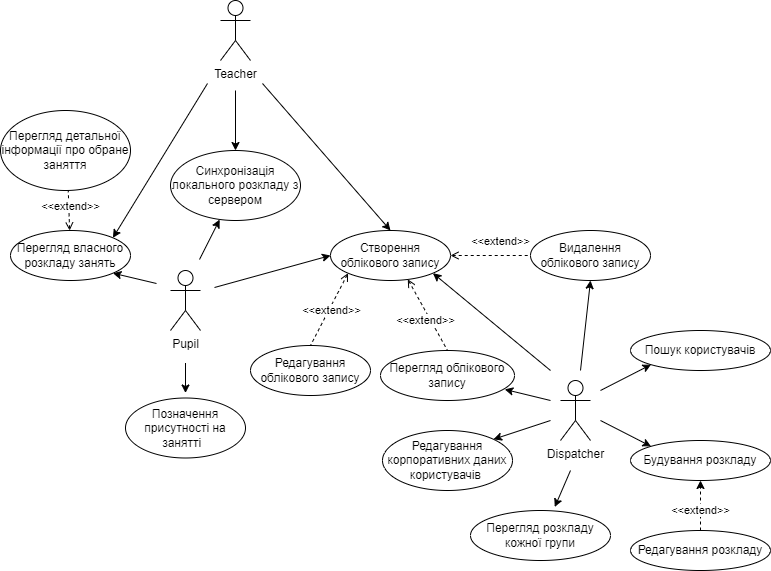 Teacher
Перегляд детальної
інформації про обране
заняття
<<extend>>
Синхронізація
локального розкладу з
сервером
Перегляд власного
розкладу занять
Створення
облікового запису
<<extend>>
Видалення
облікового запису
Pupil
<<extend>>
<<extend>>
Редагування
облікового запису
Перегляд облікового
запису
Пошук користувачів
Позначення
присутності на
занятті
Dispatcher
Редагування
корпоративних даних
користувачів
Будування розкладу
<<extend>>
Перегляд розкладу
кожної групи
Редагування розкладу